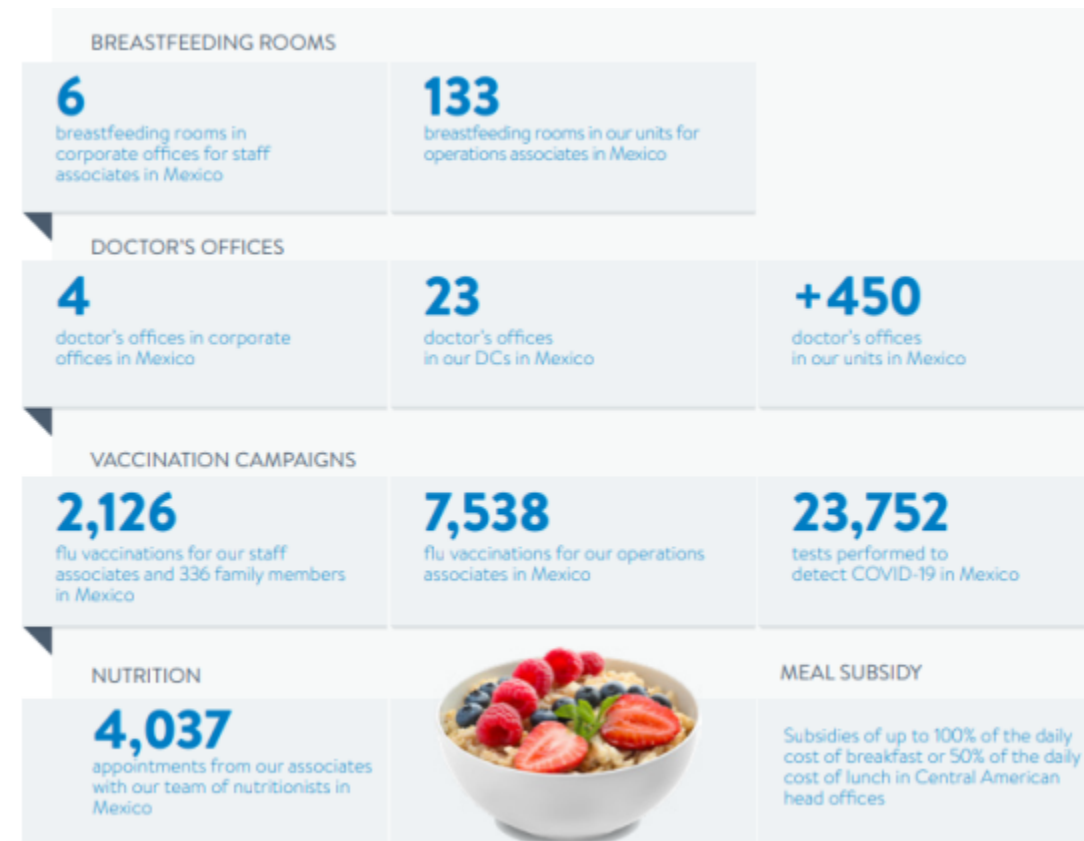 BREASTFEEDING ROOMS
6
breastfeeding rooms in
corporate offices for staff
associates in Mexico
133
breastfeeding rooms in our units for
operations associates in Mexico
DOCTOR'S OFFICES
4
doctor's offices in corporate
offices in Mexico
23
doctor's offices
in our DCs in Mexico
+450
doctor's offices
in our units in Mexico
VACCINATION CAMPAIGNS
2,126
flu vaccinations for our staff
associates and 336 family members
in Mexico
7,538
flu vaccinations for our operations
associates in Mexico
23,752
tests performed to
detect COVID-19 in Mexico
NUTRITION
4,037
appointments from our associates
with our team of nutritionists in
Mexico
MEAL SUBSIDY
Subsidies of up to 100% of the daily
cost of breakfast or 50% of the daily
cost of lunch in Central American
head offices